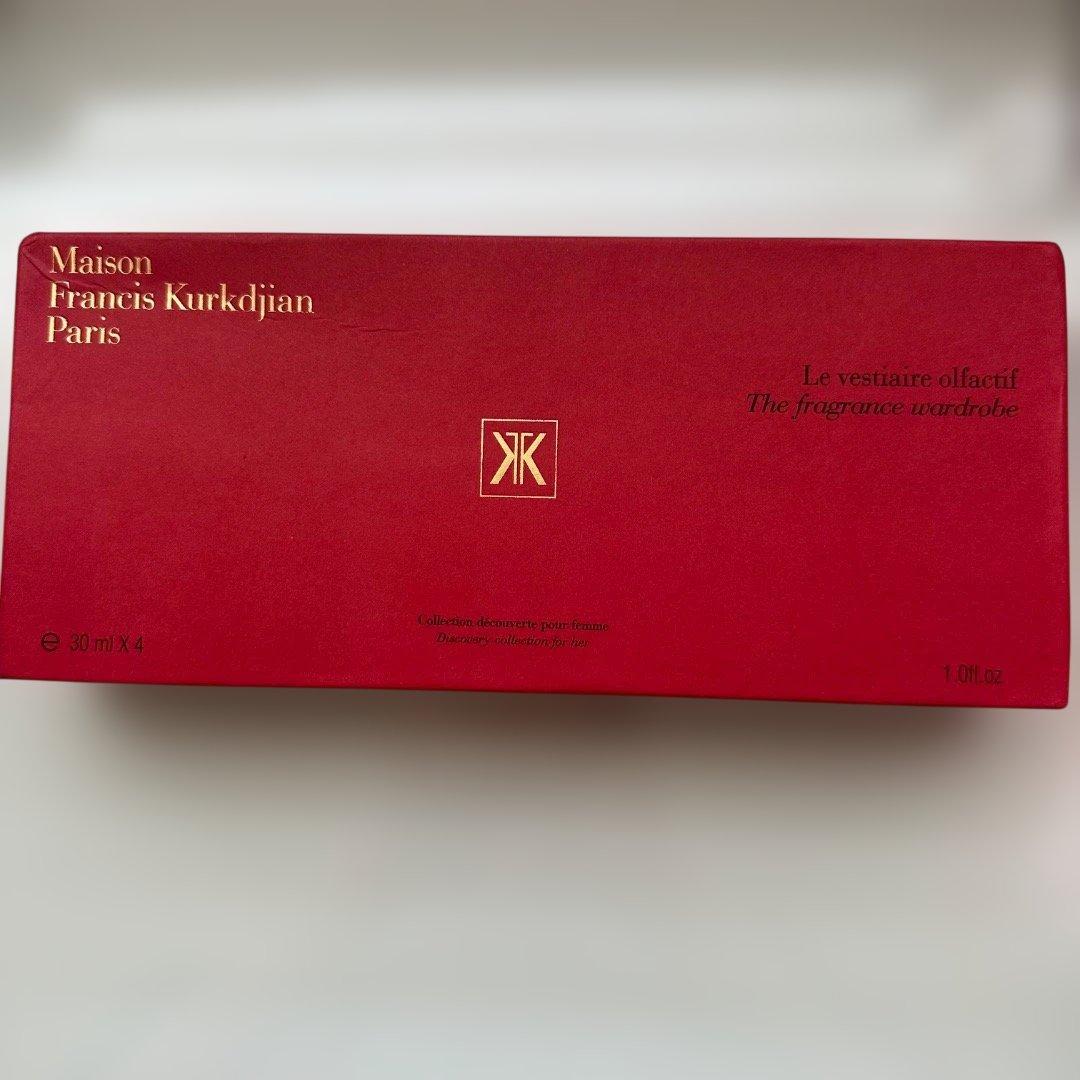 Maison
Francis Kurkdjian
Paris
Le vestiaire olfactif
The fragrance wardrobe
Collection découverte pour femme
Discovery collection for her
℮ 30 ml X 4
1.0fl.oz